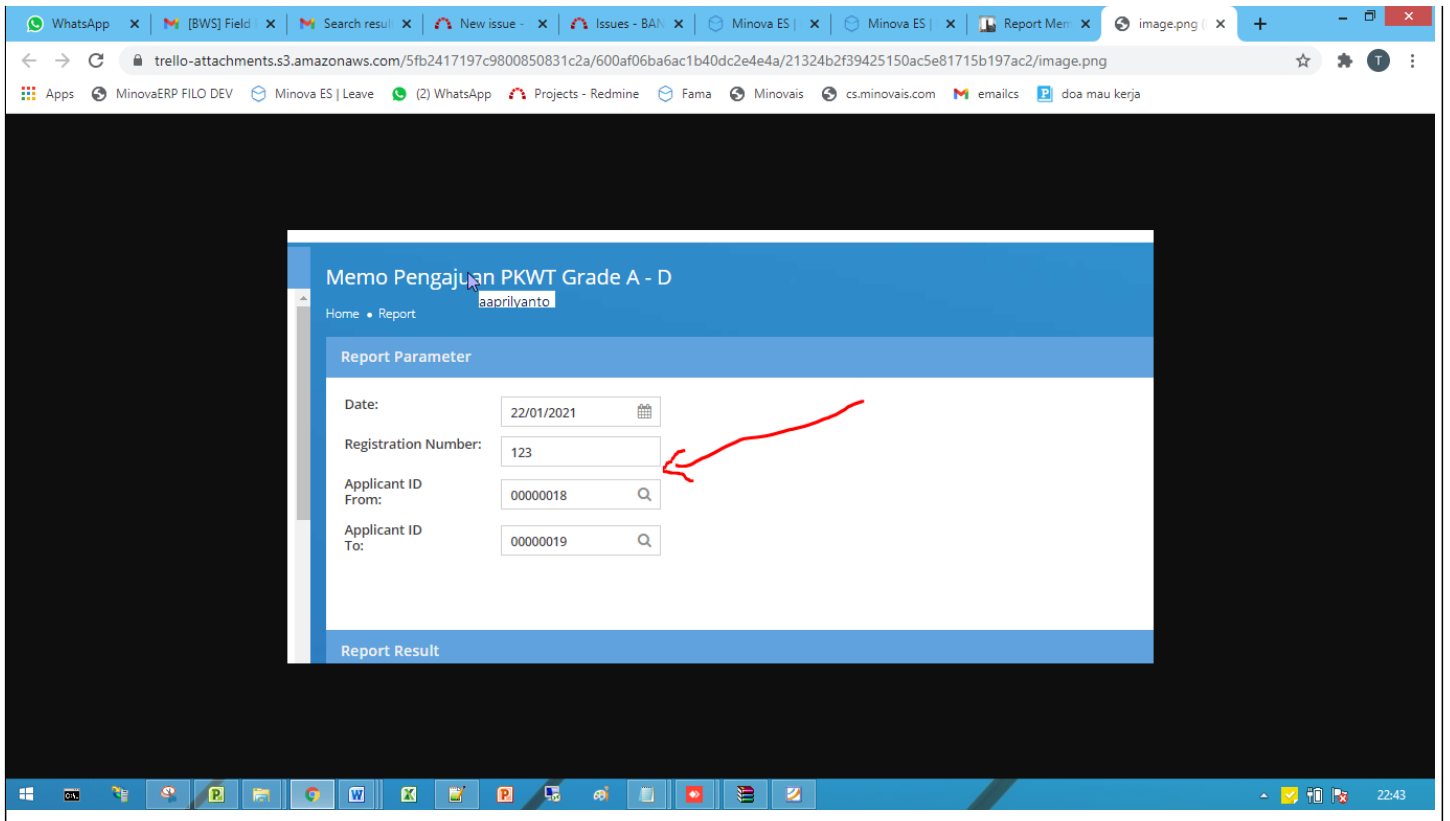 WhatsApp
[BWS] Field
Search resul
New issue -
Issues - BAN
Minova ES |
Minova ES |
Report Mem
image.png (
trello-attachments.s3.amazonaws.com/5fb2417197c9800850831c2a/600af06ba6ac1b40dc2e4e4a/21324b2f39425150ac5e81715b197ac2/image.png
T
Apps
MinovaERP FILO DEV
Minova ES | Leave
(2) WhatsApp
Projects - Redmine
Fama
Minovais
cs.minovais.com
emailcs
doa mau kerja
Memo Pengajuan PKWT Grade A - D
aaprilyanto
Home • Report
Report Parameter
Date:
22/01/2021
Registration Number:
123
Applicant ID
From:
00000018
Applicant ID
To:
00000019
Report Result
22:43